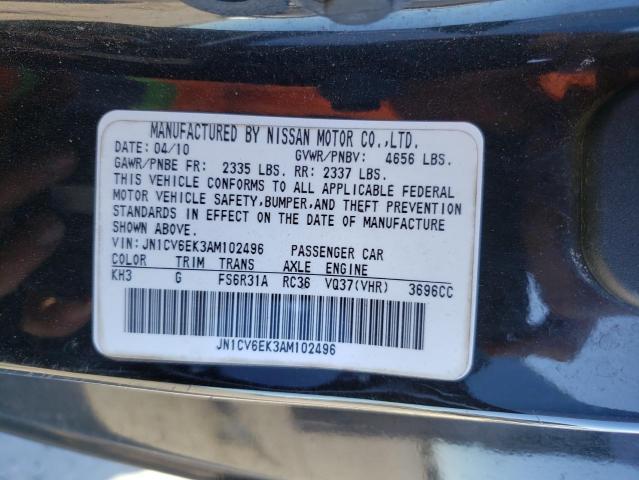 MANUFACTURED BY NISSAN MOTOR CO.,LTD.
DATE: 04/10 GVWR/PNBV: 4656 LBS.
GAWR/PNBE FR: 2335 LBS. RR: 2337 LBS.
THIS VEHICLE CONFORMS TO ALL APPLICABLE FEDERAL
MOTOR VEHICLE SAFETY,BUMPER,AND THEFT PREVENTION
STANDARDS IN EFFECT ON THE DATE OF MANUFACTURE
SHOWN ABOVE.
VIN:JN1CV6EK3AM102496 PASSENGER CAR
COLOR TRIM TRANS AXLE ENGINE
KH3 G FS6R31A RC36 VQ37(VHR) 3696CC
JN1CV6EK3AM102496